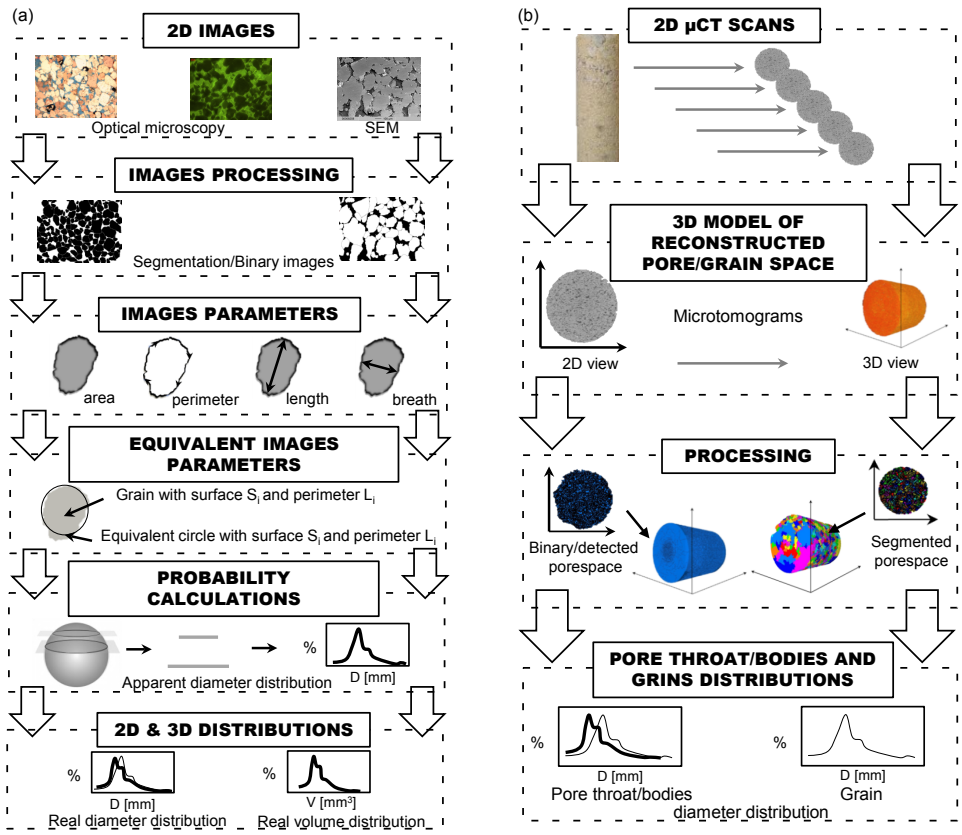 (a)
2D IMAGES
Optical microscopy
SEM
IMAGES PROCESSING
Segmentation/Binary images
IMAGES PARAMETERS
area
perimeter
length
breath
EQUIVALENT IMAGES
PARAMETERS
Grain with surface Si and perimeter Li
Equivalent circle with surface Si and perimeter Li
PROBABILITY
CALCULATIONS
%
Apparent diameter distribution
D [mm]
2D & 3D DISTRIBUTIONS
%
D [mm]
Real diameter distribution
%
V [mm³]
Real volume distribution
(b)
2D µCT SCANS
3D MODEL OF
RECONSTRUCTED
PORE/GRAIN SPACE
Microtomograms
2D view
3D view
PROCESSING
Binary/detected
porespace
Segmented
porespace
PORE THROAT/BODIES AND
GRINS DISTRIBUTIONS
%
D [mm]
Pore throat/bodies
%
D [mm]
Grain
diameter distribution